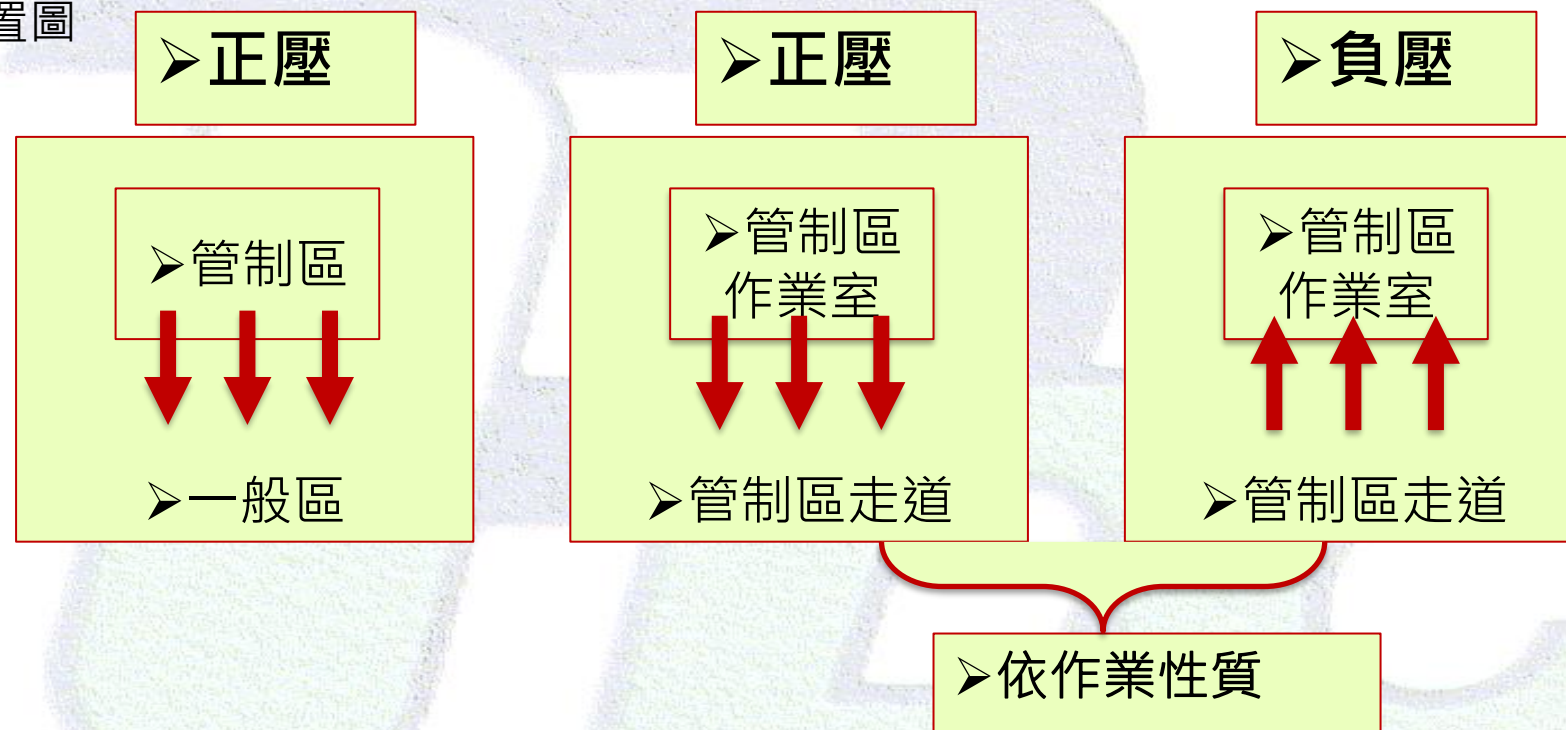 置圖
➢正壓
➢正壓
➢負壓
➢管制區
➢一般區
➢管制區
作業室
➢管制區走道
➢管制區
作業室
➢管制區走道
➢依作業性質